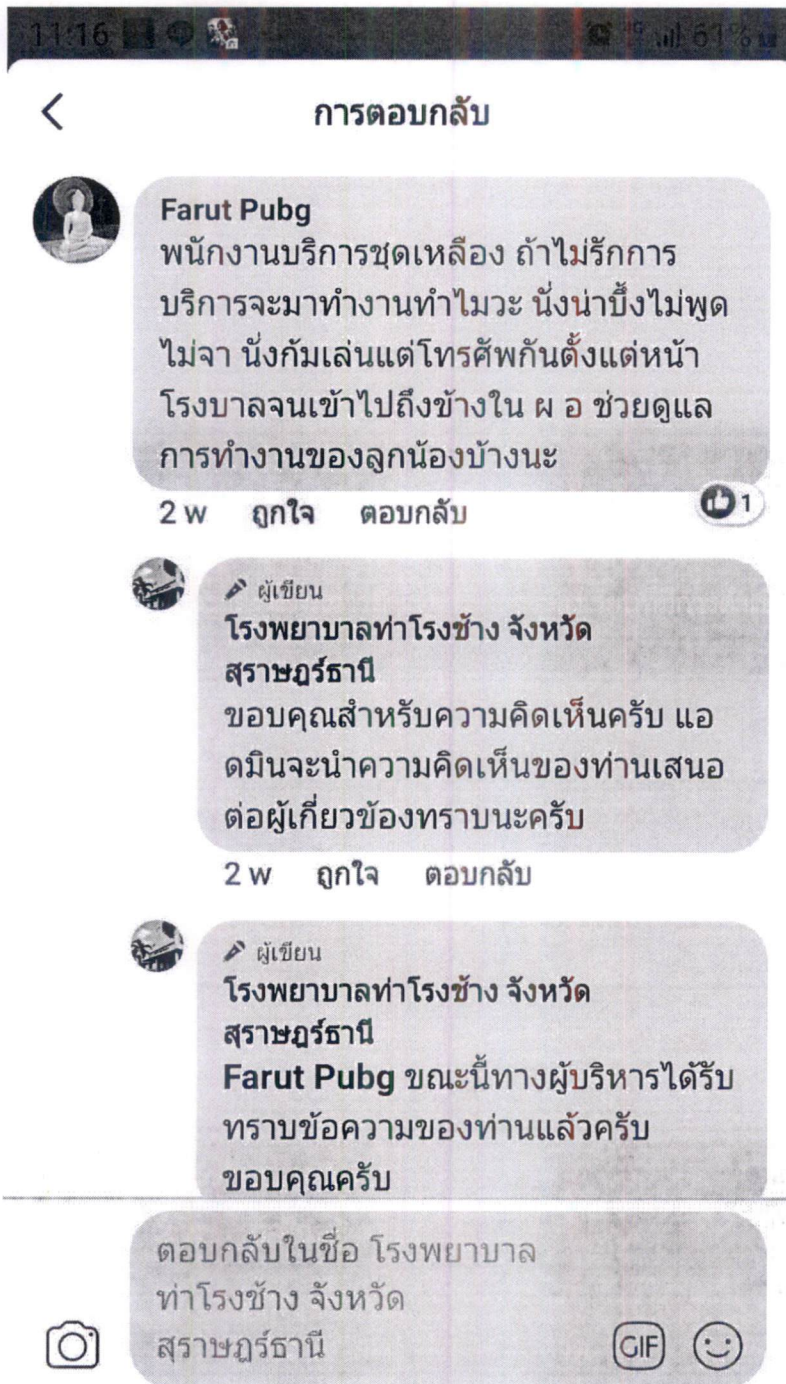 11:16 4G 61%
การตอบกลับ
Farut Pubg
พนักงานบริการชุดเหลือง ถ้าไม่รักการ
บริการจะมาทำงานทำไมวะ นั่งน่าบึ้งไม่พูด
ไม่จา นั่งก้มเล่นแต่โทรศัพกันตั้งแต่หน้า
โรงบาลจนเข้าไปถึงข้างใน ผ อ ช่วยดูแล
การทำงานของลูกน้องบ้างนะ
2 w ถูกใจ ตอบกลับ 1
ผู้เขียน
โรงพยาบาลท่าโรงช้าง จังหวัด
สุราษฎร์ธานี
ขอบคุณสำหรับความคิดเห็นครับ แอ
ดมินจะนำความคิดเห็นของท่านเสนอ
ต่อผู้เกี่ยวข้องทราบนะครับ
2 w ถูกใจ ตอบกลับ
ผู้เขียน
โรงพยาบาลท่าโรงช้าง จังหวัด
สุราษฎร์ธานี
Farut Pubg ขณะนี้ทางผู้บริหารได้รับ
ทราบข้อความของท่านแล้วครับ
ขอบคุณครับ
ตอบกลับในชื่อ โรงพยาบาล
ท่าโรงช้าง จังหวัด
สุราษฎร์ธานี GIF